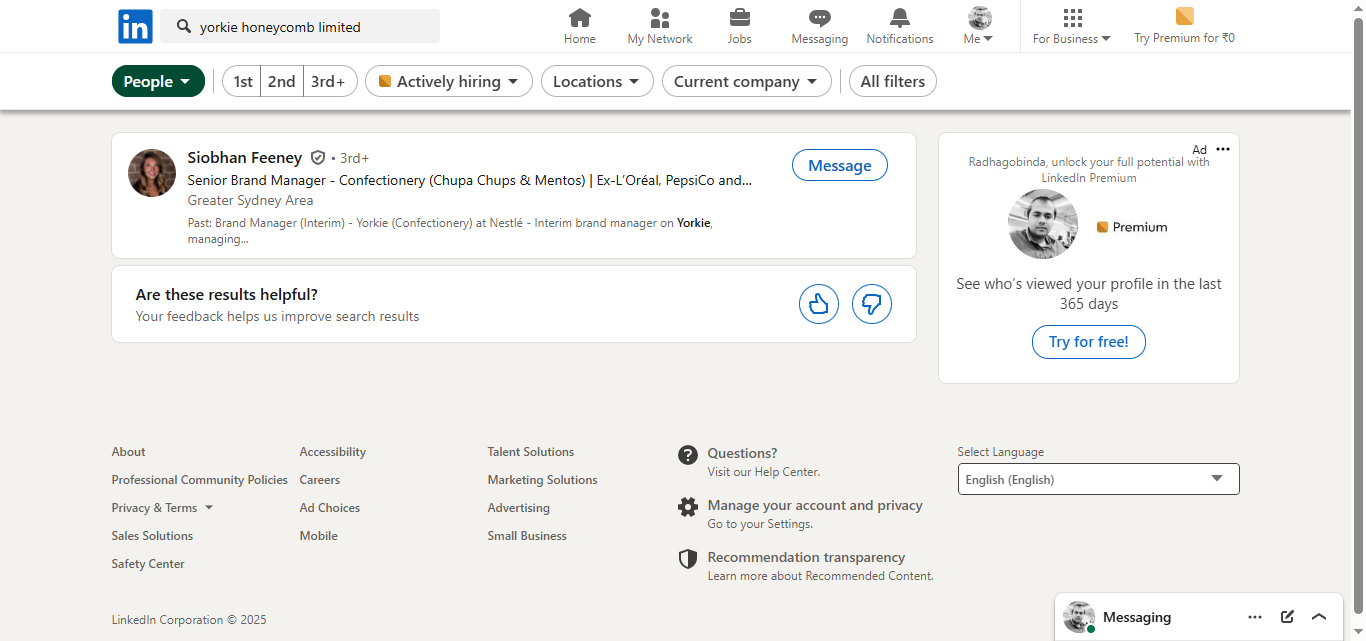 in
yorkie honeycomb limited
Home
My Network
Jobs
Messaging
Notifications
Me
For Business
Try Premium for ₹0
People
1st
2nd
3rd+
Actively hiring
Locations
Current company
All filters
Siobhan Feeney • 3rd+
Senior Brand Manager - Confectionery (Chupa Chups & Mentos) | Ex-L’Oréal, PepsiCo and...
Greater Sydney Area
Past: Brand Manager (Interim) - Yorkie (Confectionery) at Nestlé - Interim brand manager on Yorkie,
managing...
Message
Are these results helpful?
Your feedback helps us improve search results
Ad
Radhagobinda, unlock your full potential with
LinkedIn Premium
Premium
See who’s viewed your profile in the last
365 days
Try for free!
About
Professional Community Policies
Privacy & Terms
Sales Solutions
Safety Center
Accessibility
Careers
Ad Choices
Mobile
Talent Solutions
Marketing Solutions
Advertising
Small Business
Questions?
Visit our Help Center.
Manage your account and privacy
Go to your Settings.
Recommendation transparency
Learn more about Recommended Content.
Select Language
English (English)
LinkedIn Corporation © 2025
Messaging